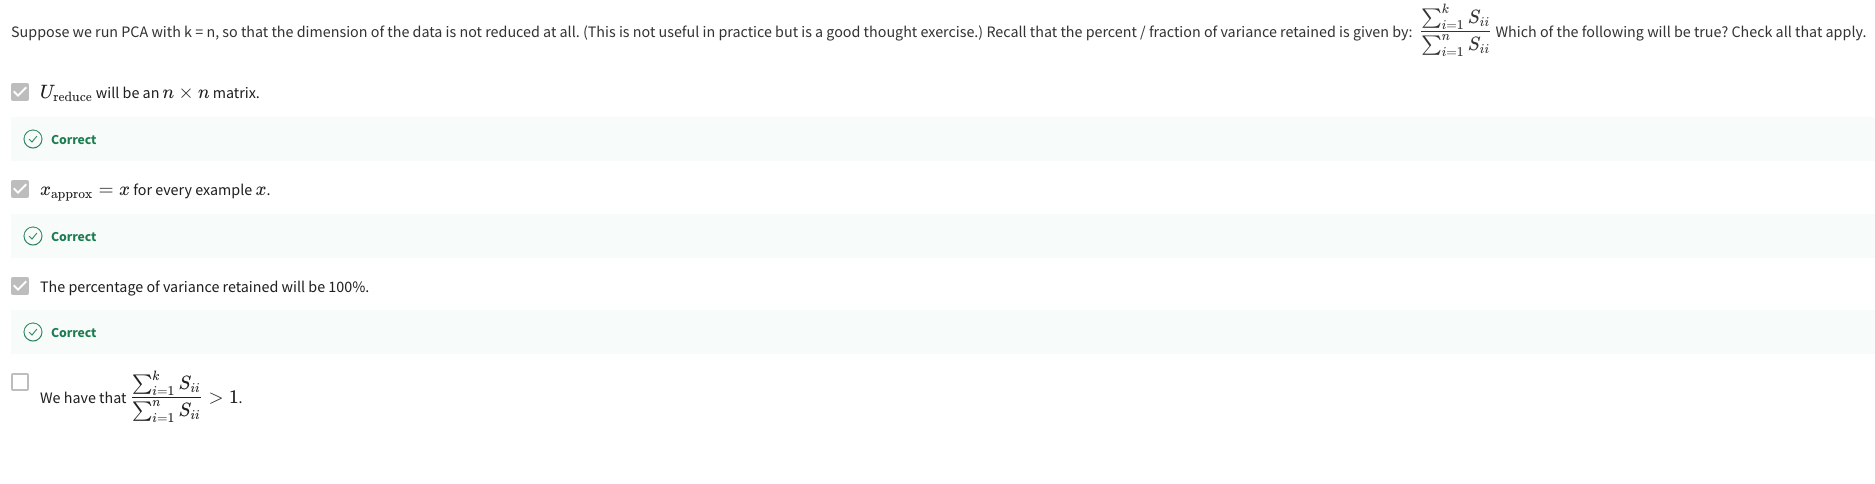 Suppose we run PCA with k = n, so that the dimension of the data is not reduced at all. (This is not useful in practice but is a good thought exercise.) Recall that the percent / fraction of variance retained is given by: $\frac{\sum_{i=1}^{k} S_{ii}}{\sum_{i=1}^{n} S_{ii}}$ Which of the following will be true? Check all that apply.
$U_{\text{reduce}}$ will be an $n \times n$ matrix.
Correct
$x_{\text{approx}} = x$ for every example $x$.
Correct
The percentage of variance retained will be 100%.
Correct
We have that $\frac{\sum_{i=1}^{k} S_{ii}}{\sum_{i=1}^{n} S_{ii}} > 1$.